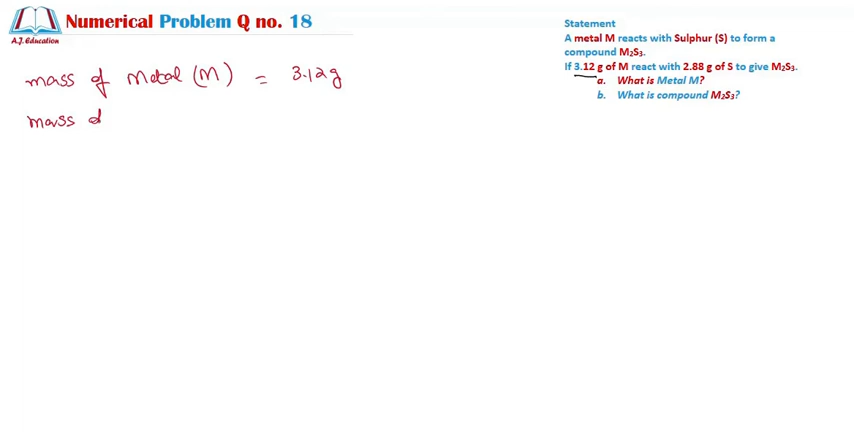 Numerical Problem Q no. 18
A.J. Education
mass of Metal (M) = 3.12 g
mass
Statement
A metal M reacts with Sulphur (S) to form a
compound M₂S₃.
If 3.12 g of M react with 2.88 g of S to give M₂S₃.
a. What is Metal M?
b. What is compound M₂S₃?